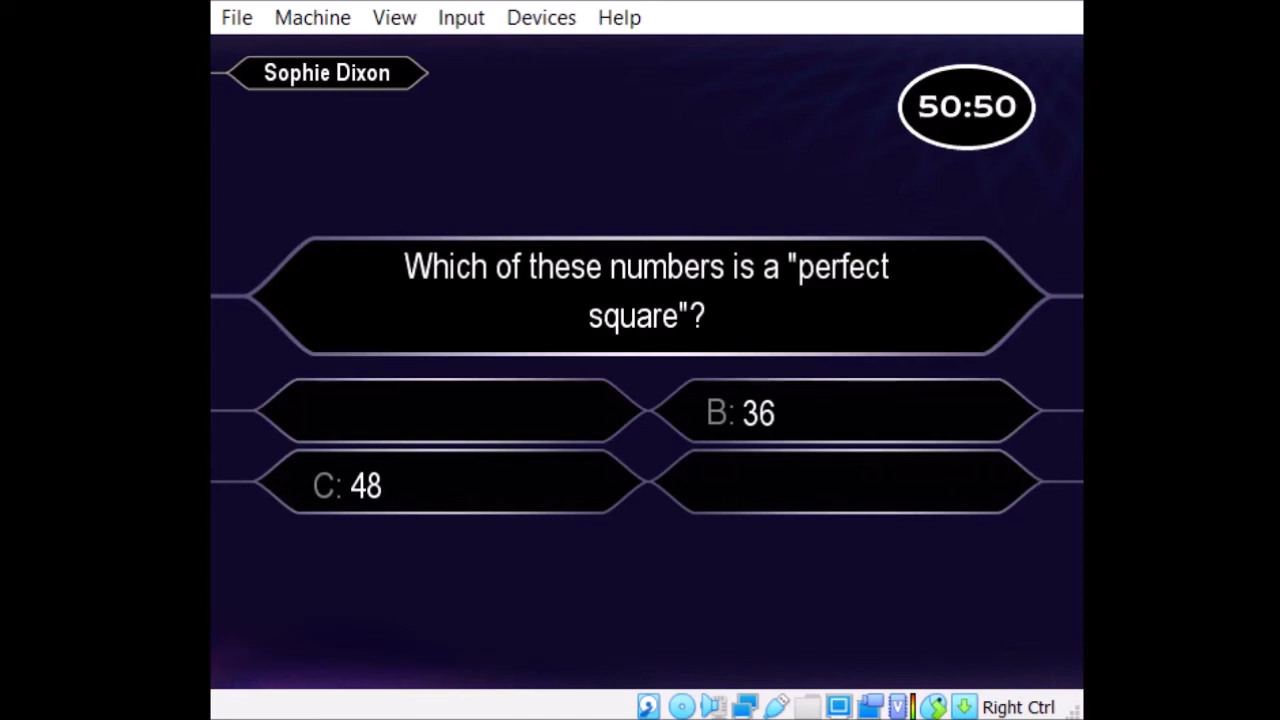 File Machine View Input Devices Help
Sophie Dixon
50:50
Which of these numbers is a "perfect
square"?
B: 36
C: 48
Right Ctrl